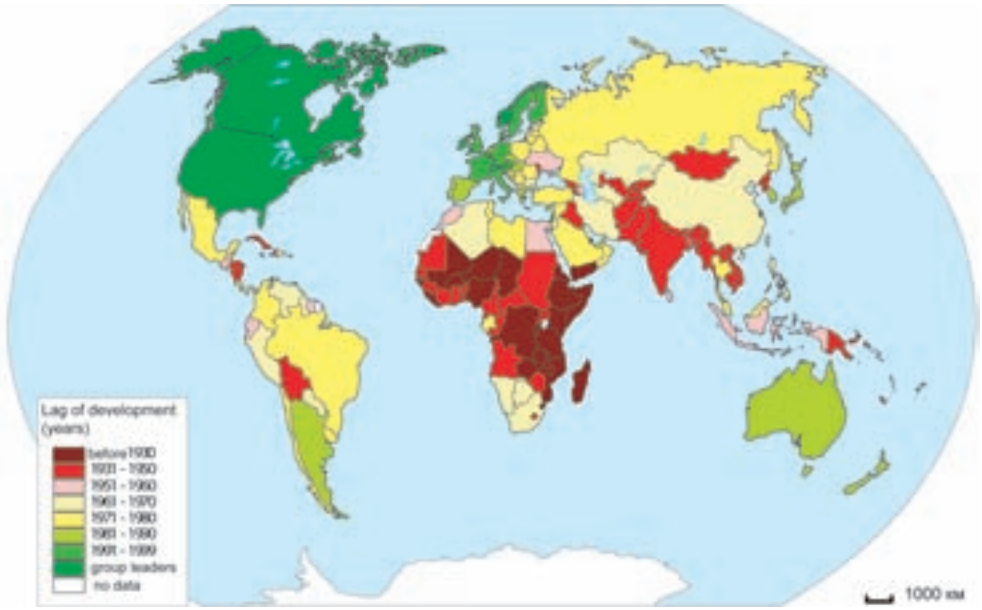 Lag of development
(years)
before 1930
1931 - 1950
1951 - 1960
1961 - 1970
1971 - 1980
1981 - 1990
1991 - 1999
group leaders
no data
1000 км